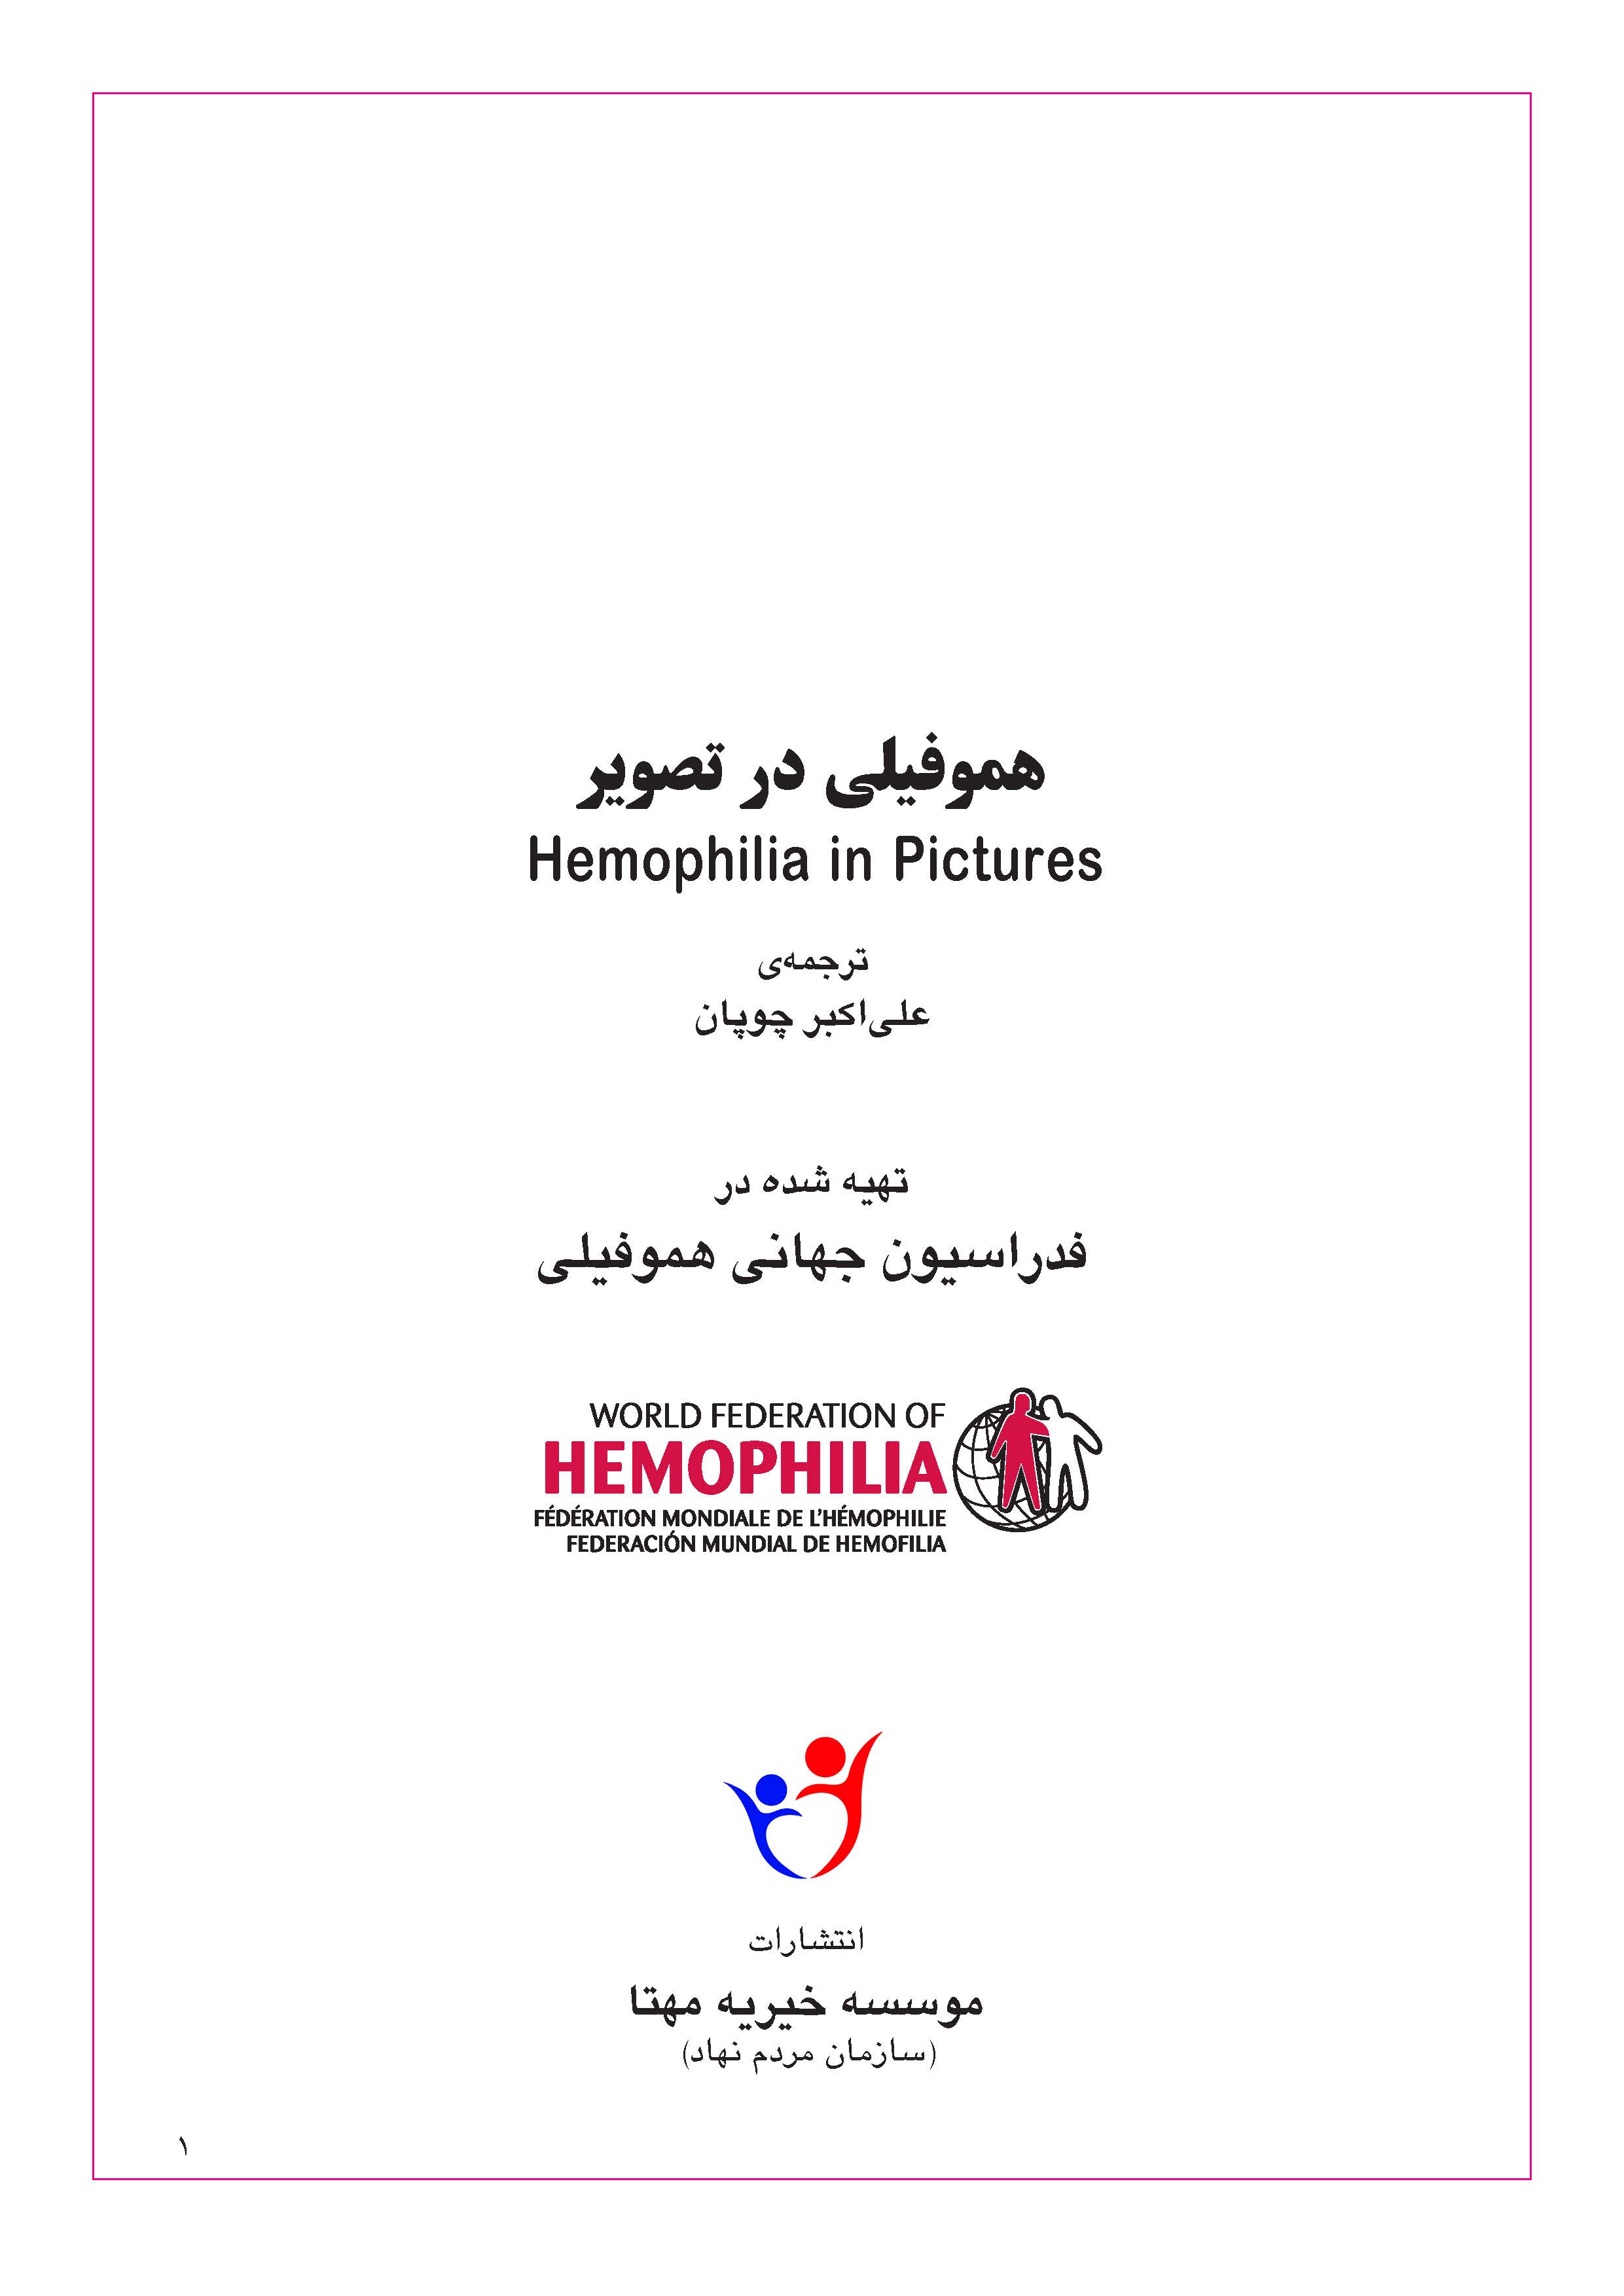 هموفیلی در تصویر
Hemophilia in Pictures
ترجمه‌ی
علی‌اکبر چوپان
تهیه شده در
فدراسیون جهانی هموفیلی
WORLD FEDERATION OF
HEMOPHILIA
FÉDÉRATION MONDIALE DE L'HÉMOPHILIE
FEDERACIÓN MUNDIAL DE HEMOFILIA
انتشارات
موسسه خیریه مهتا
(سازمان مردم نهاد)
۱